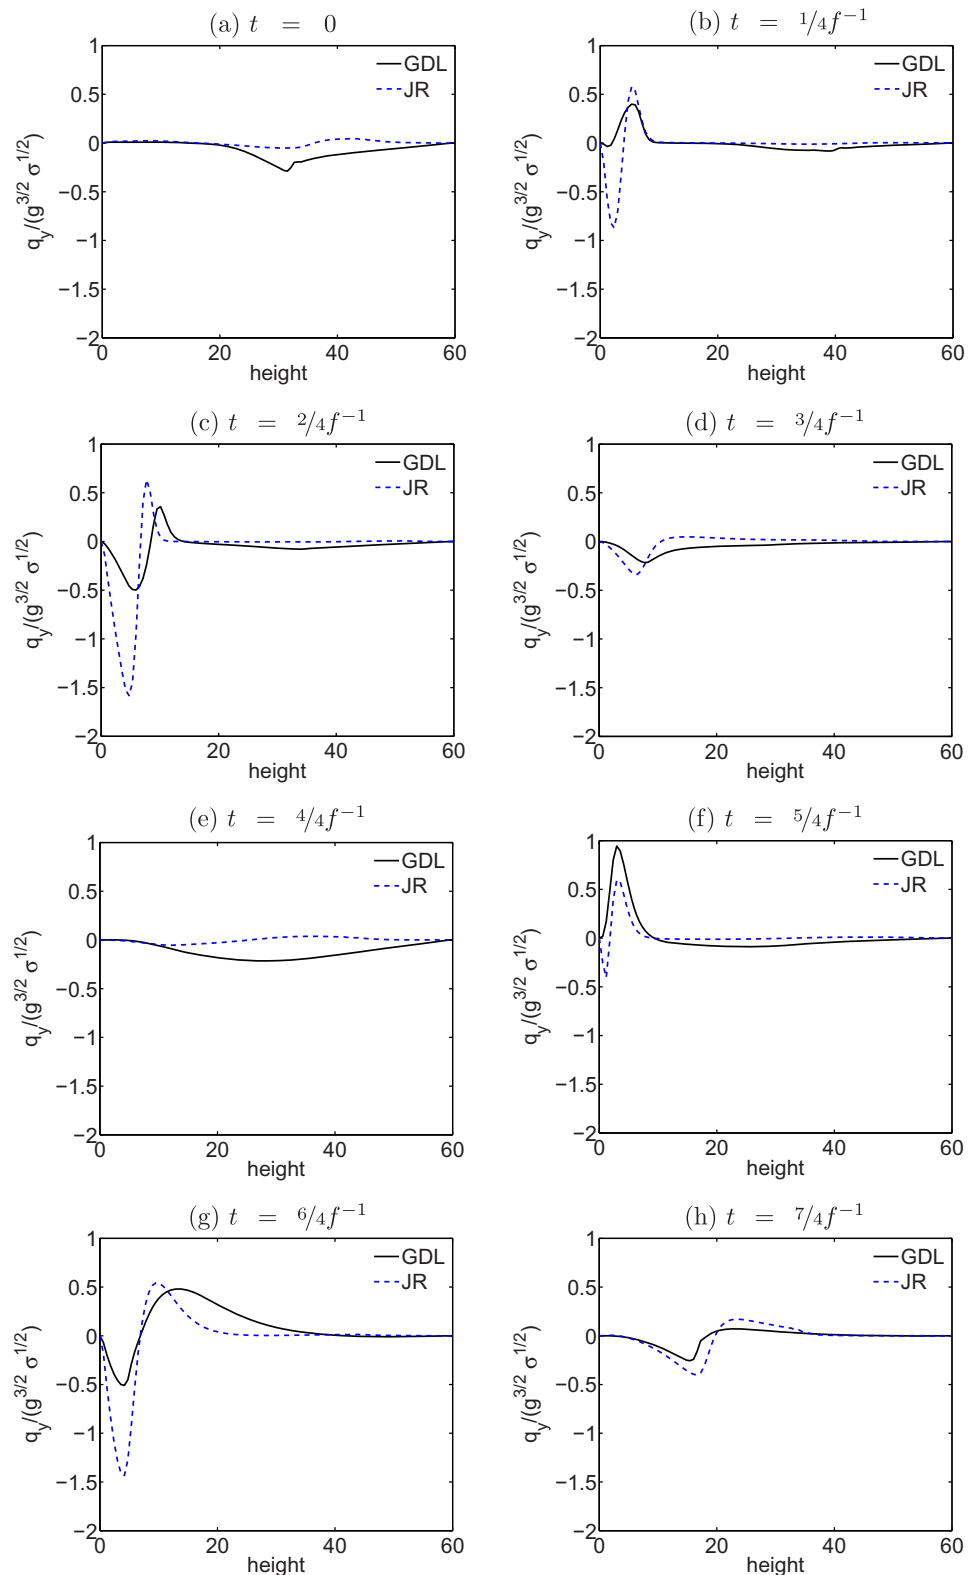 (a) t = 0
(b) t = 1/4f⁻¹
1
0.5
0
−0.5
−1
−1.5
−2
q_y/(g^{3/2} σ^{1/2})
GDL
JR
0 20 40 60
height
1
0.5
0
−0.5
−1
−1.5
−2
q_y/(g^{3/2} σ^{1/2})
GDL
JR
0 20 40 60
height
(c) t = 2/4f⁻¹
(d) t = 3/4f⁻¹
1
0.5
0
−0.5
−1
−1.5
−2
q_y/(g^{3/2} σ^{1/2})
GDL
JR
0 20 40 60
height
1
0.5
0
−0.5
−1
−1.5
−2
q_y/(g^{3/2} σ^{1/2})
GDL
JR
0 20 40 60
height
(e) t = 4/4f⁻¹
(f) t = 5/4f⁻¹
1
0.5
0
−0.5
−1
−1.5
−2
q_y/(g^{3/2} σ^{1/2})
GDL
JR
0 20 40 60
height
1
0.5
0
−0.5
−1
−1.5
−2
q_y/(g^{3/2} σ^{1/2})
GDL
JR
0 20 40 60
height
(g) t = 6/4f⁻¹
(h) t = 7/4f⁻¹
1
0.5
0
−0.5
−1
−1.5
−2
q_y/(g^{3/2} σ^{1/2})
GDL
JR
0 20 40 60
height
1
0.5
0
−0.5
−1
−1.5
−2
q_y/(g^{3/2} σ^{1/2})
GDL
JR
0 20 40 60
height